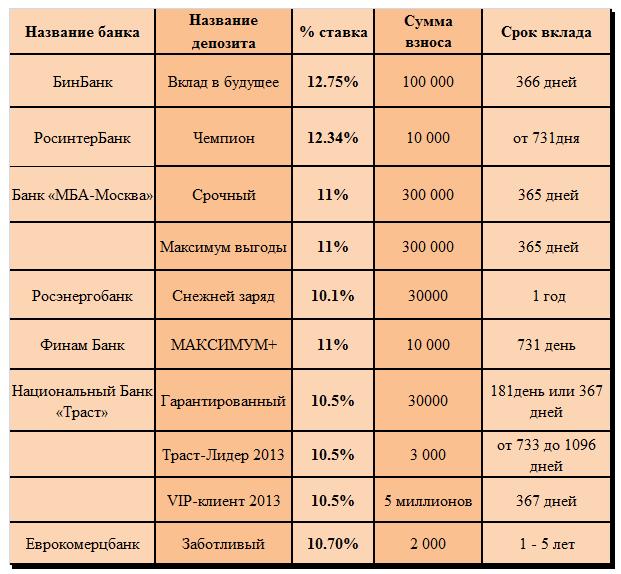 Название банка
Название
депозита
% ставка
Сумма
взноса
Срок вклада
БинБанк
Вклад в будущее
12.75%
100 000
366 дней
РосинтерБанк
Чемпион
12.34%
10 000
от 731дня
Банк «МБА-Москва»
Срочный
11%
300 000
365 дней
Максимум выгоды
11%
300 000
365 дней
Росэнергобанк
Снежней заряд
10.1%
30000
1 год
Финам Банк
МАКСИМУМ+
11%
10 000
731 день
Национальный Банк
«Траст»
Гарантированный
10.5%
30000
181день или 367
дней
Траст-Лидер 2013
10.5%
3 000
от 733 до 1096
дней
VIP-клиент 2013
10.5%
5 миллионов
367 дней
Еврокомерцбанк
Заботливый
10.70%
2 000
1 - 5 лет